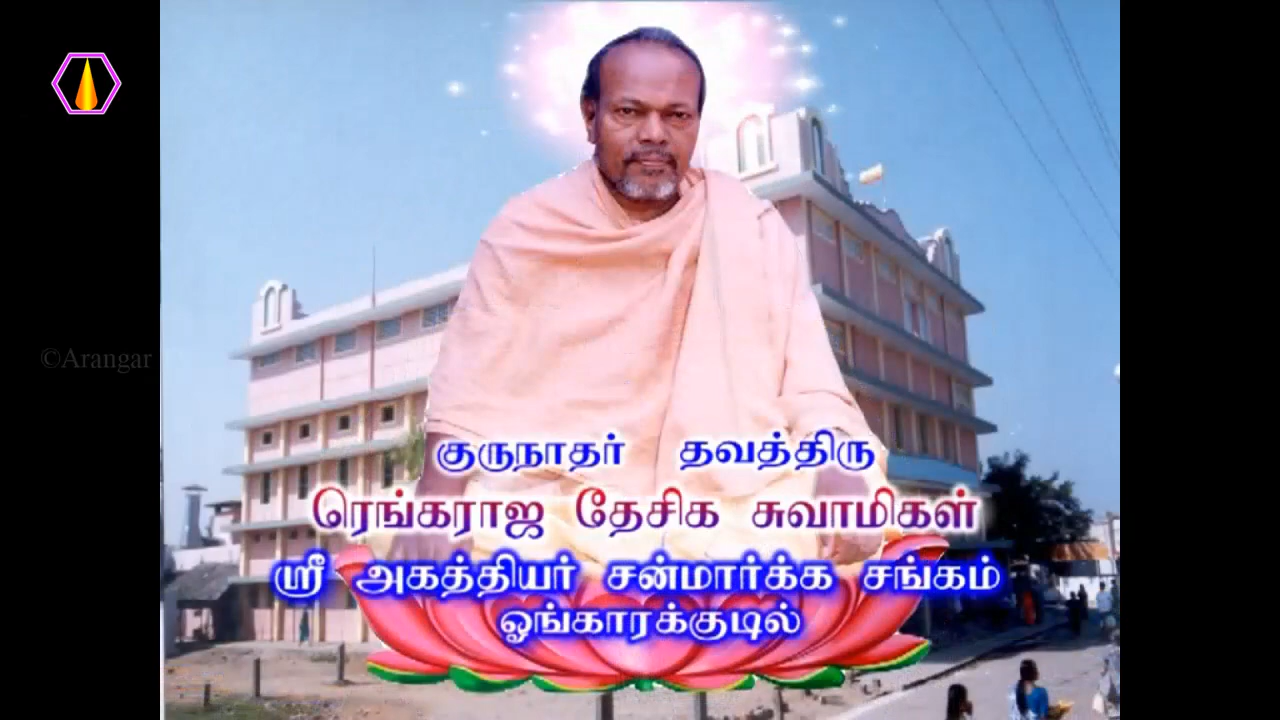 ©Arangar
குருநாதர் தவத்திரு
ரெங்கராஜ தேசிக சுவாமிகள்
ஸ்ரீ அகத்தியர் சன்மார்க்க சங்கம்
ஓங்காரக்குடில்